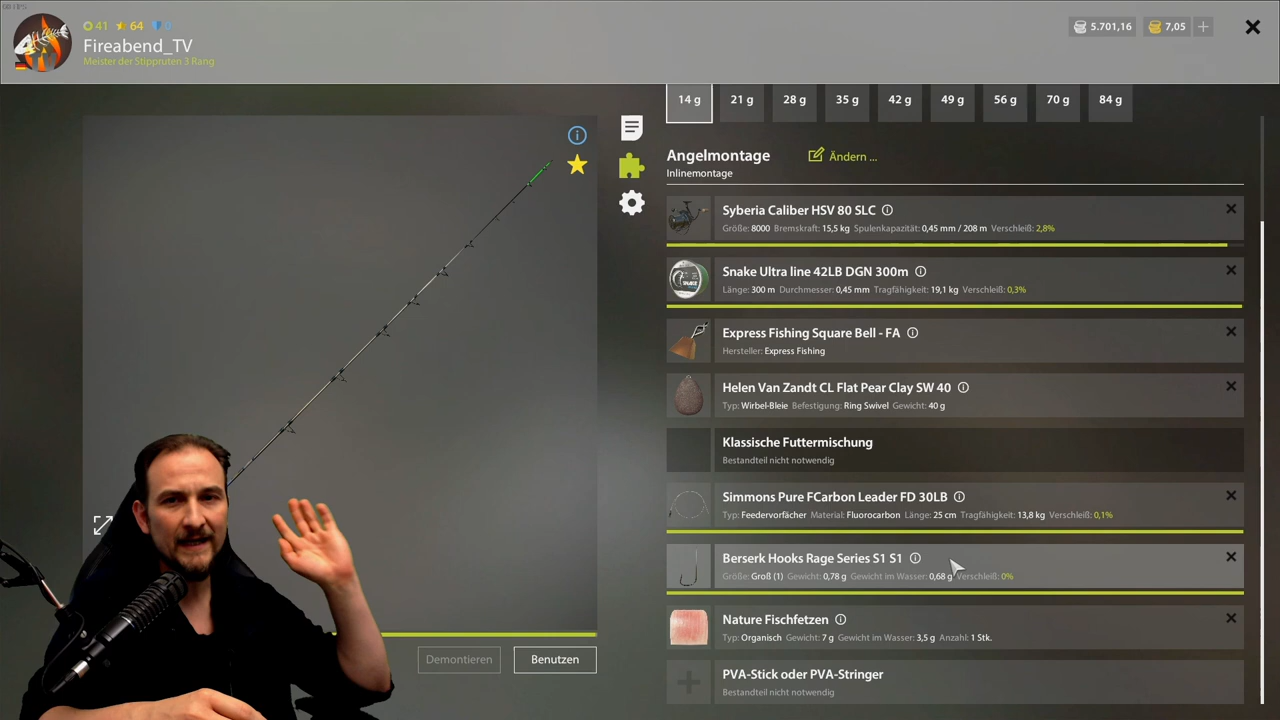 41 64
Fireabend_TV
Meister der Stippruten 3 Rang
5.701,16 7,05 +
14 g 21 g 28 g 35 g 42 g 49 g 56 g 70 g 84 g
Angelmontage Ändern ...
Inlinemontage
Syberia Caliber HSV 80 SLC
Größe: 8000 Bremskraft: 15,5 kg Spulenkapazität: 0,45 mm / 208 m Verschleiß: 2,8%
Snake Ultra line 42LB DGN 300m
Länge: 300 m Durchmesser: 0,45 mm Tragfähigkeit: 19,1 kg Verschleiß: 0,3%
Express Fishing Square Bell - FA
Hersteller: Express Fishing
Helen Van Zandt CL Flat Pear Clay SW 40
Typ: Wirbel-Bleie Befestigung: Ring Swivel Gewicht: 40 g
Klassische Futtermischung
Bestandteil nicht notwendig
Simmons Pure FCarbon Leader FD 30LB
Typ: Feedervorfächer Material: Fluorocarbon Länge: 25 cm Tragfähigkeit: 13,8 kg Verschleiß: 0,1%
Berserk Hooks Rage Series S1 S1
Größe: Groß (1) Gewicht: 0,78 g Gewicht im Wasser: 0,68 g Verschleiß: 0%
Nature Fischfetzen
Typ: Organisch Gewicht: 7 g Gewicht im Wasser: 3,5 g Anzahl: 1 Stk.
PVA-Stick oder PVA-Stringer
Bestandteil nicht notwendig
Demontieren Benutzen